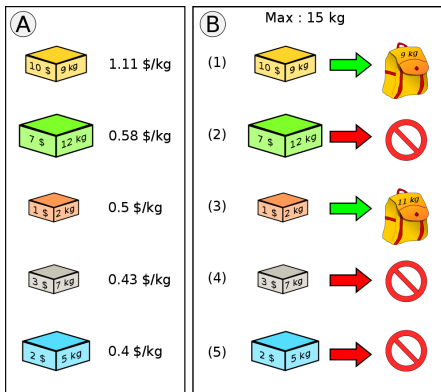 A
10 $ 9 kg
1.11 $/kg
7 $ 12 kg
0.58 $/kg
1 $ 2 kg
0.5 $/kg
3 $ 7 kg
0.43 $/kg
2 $ 5 kg
0.4 $/kg
B
Max : 15 kg
(1)
10 $ 9 kg
9 kg
(2)
7 $ 12 kg
(3)
1 $ 2 kg
11 kg
(4)
3 $ 7 kg
(5)
2 $ 5 kg